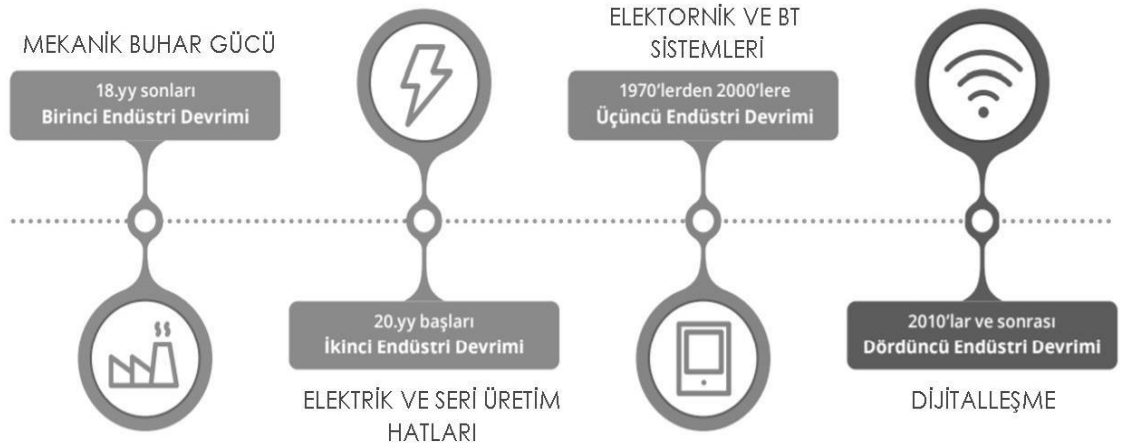 MEKANİK BUHAR GÜCÜ
18.yy sonları
Birinci Endüstri Devrimi
20.yy başları
İkinci Endüstri Devrimi
ELEKTRİK VE SERİ ÜRETİM
HATLARI
ELEKTORNİK VE BT
SİSTEMLERİ
1970'lerden 2000'lere
Üçüncü Endüstri Devrimi
2010'lar ve sonrası
Dördüncü Endüstri Devrimi
DİJİTALLEŞME